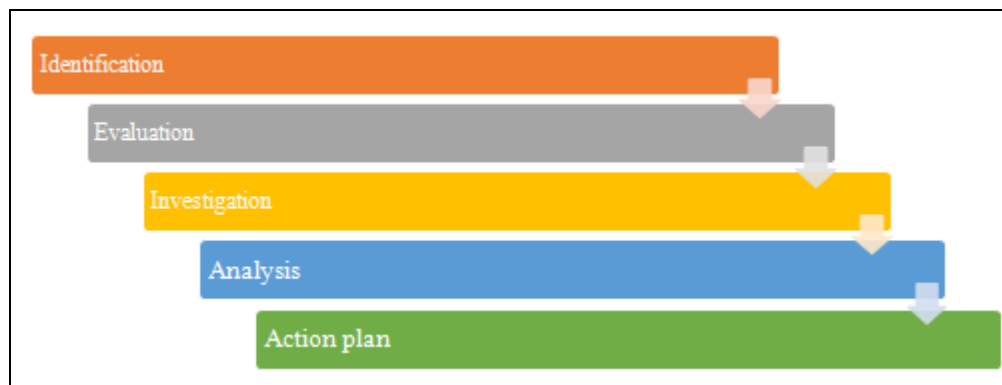 Identification
Evaluation
Investigation
Analysis
Action plan